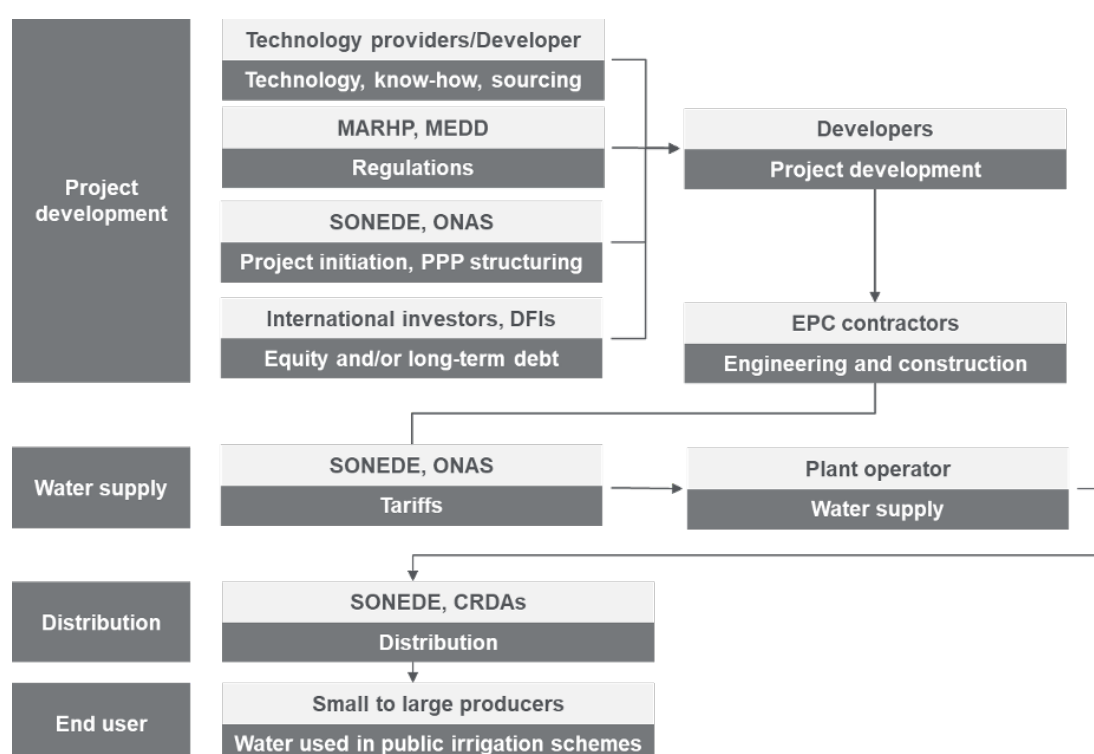 Project
development
Technology providers/Developer
Technology, know-how, sourcing
MARHP, MEDD
Regulations
SONEDE, ONAS
Project initiation, PPP structuring
International investors, DFIs
Equity and/or long-term debt
Developers
Project development
EPC contractors
Engineering and construction
Water supply
SONEDE, ONAS
Tariffs
Plant operator
Water supply
Distribution
SONEDE, CRDAs
Distribution
End user
Small to large producers
Water used in public irrigation schemes